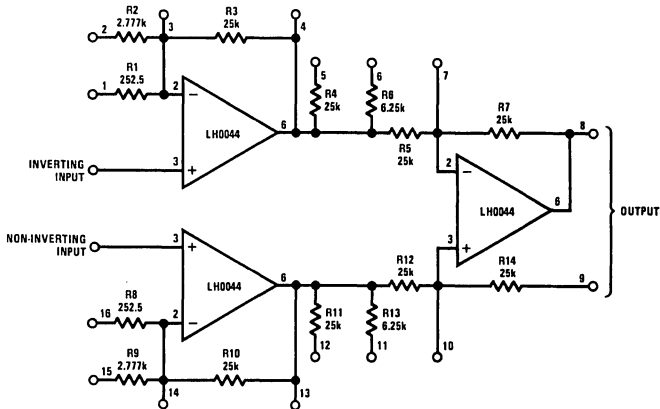 R2
2.777k
2
3
R3
25k
4
R1
252.5
1
2
−
LH0044
6
3
+
INVERTING
INPUT
5
R4
25k
6
R6
6.25k
R5
25k
7
R7
25k
8
2
−
LH0044
6
3
+
OUTPUT
NON-INVERTING
INPUT
3
+
LH0044
6
2
−
R8
252.5
16
R9
2.777k
15
14
R10
25k
13
R11
25k
12
R13
6.25k
11
R12
25k
10
R14
25k
9